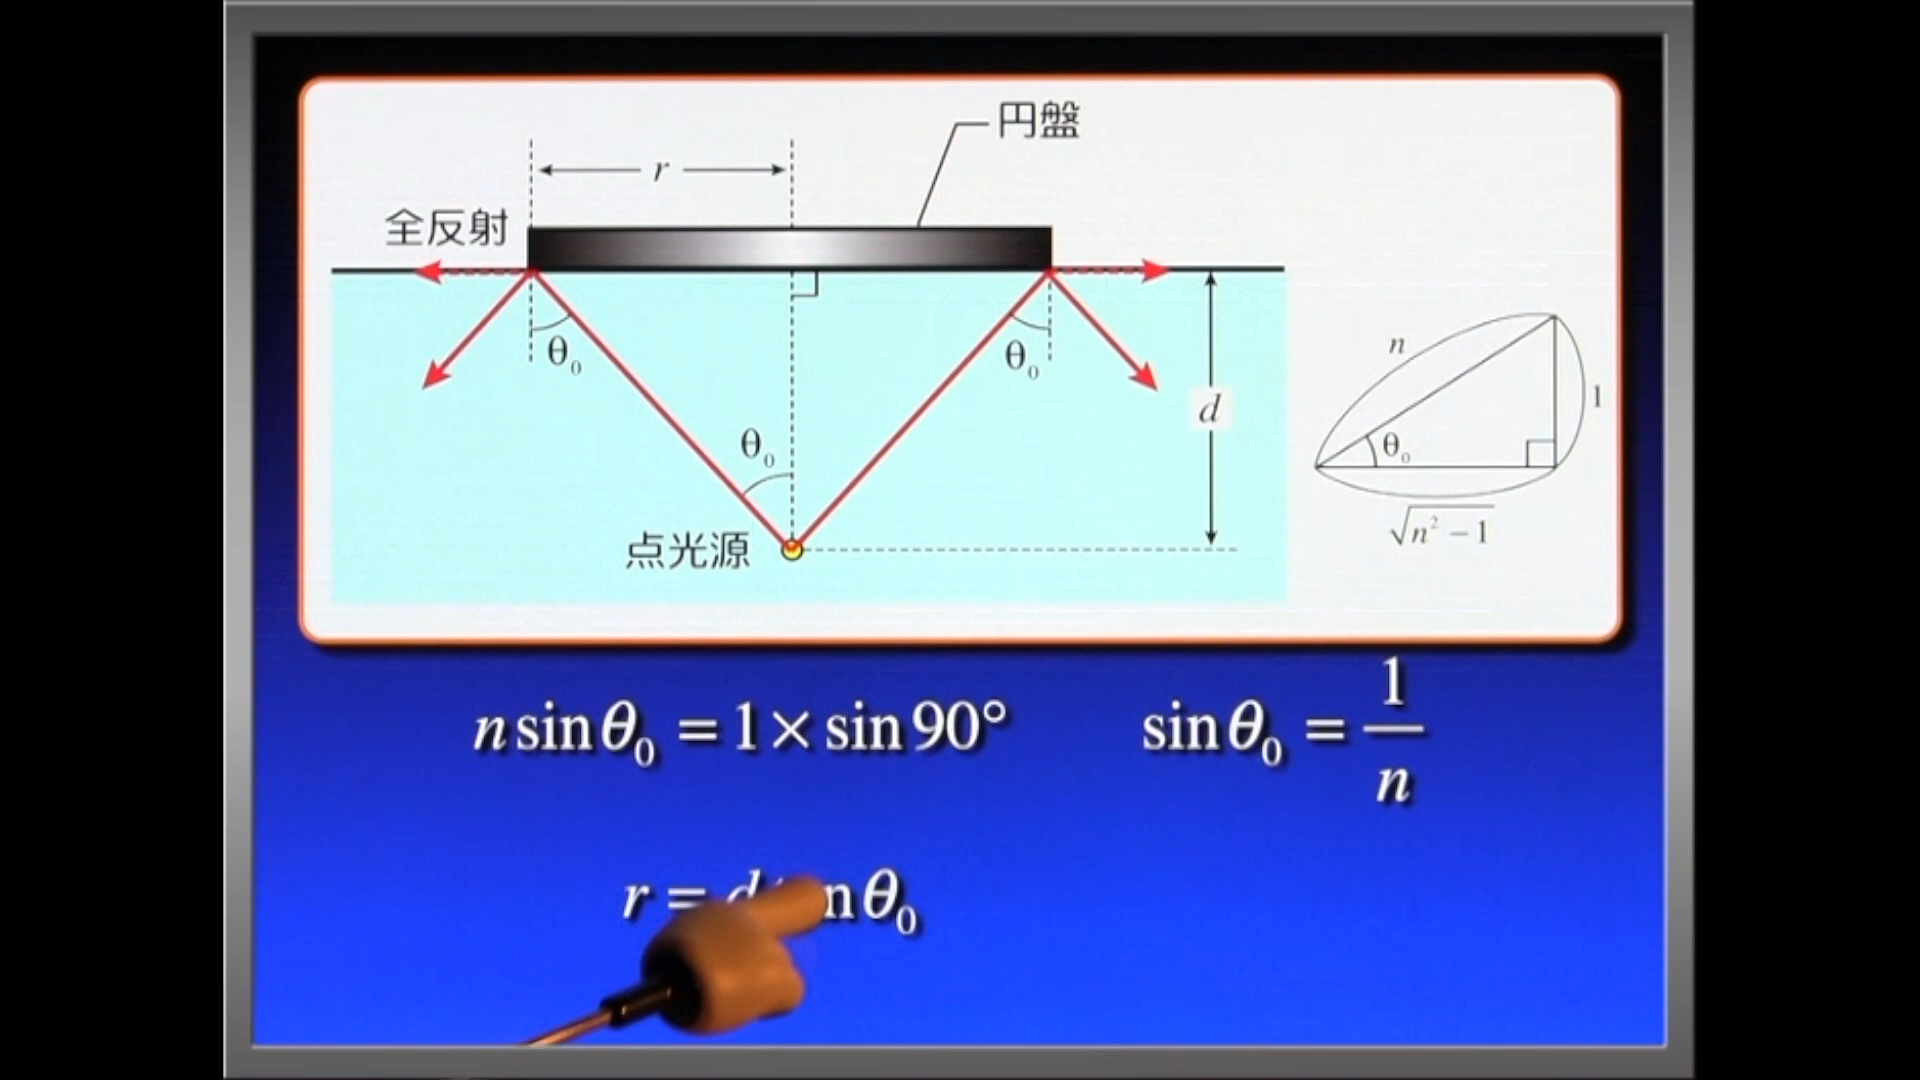 円盤
r
全反射
θ₀ θ₀
n
1
d
θ₀
θ₀
点光源
√n² − 1
n sin θ₀ = 1 × sin 90° sin θ₀ = 1/n
r = d θ₀